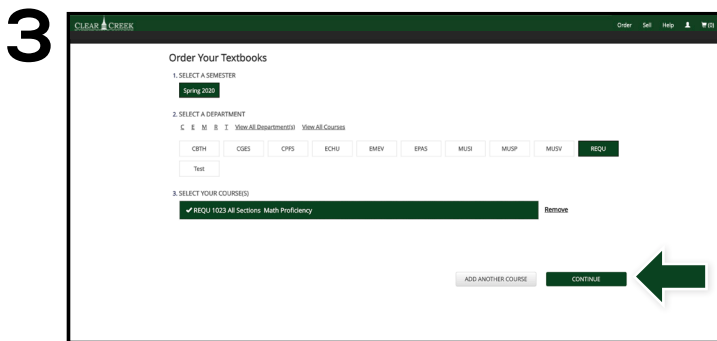 3
CLEAR CREEK
Order Sell Help (0)
Order Your Textbooks
1. SELECT A SEMESTER
Spring 2020
2. SELECT A DEPARTMENT
C E M R T View All Department(s) View All Courses
CBTH CGES CPFS ECHU EMEV EPAS MUSI MUSP MUSV REQU
Test
3. SELECT YOUR COURSE(S)
✔ REQU 1023 All Sections Math Proficiency Remove
ADD ANOTHER COURSE CONTINUE